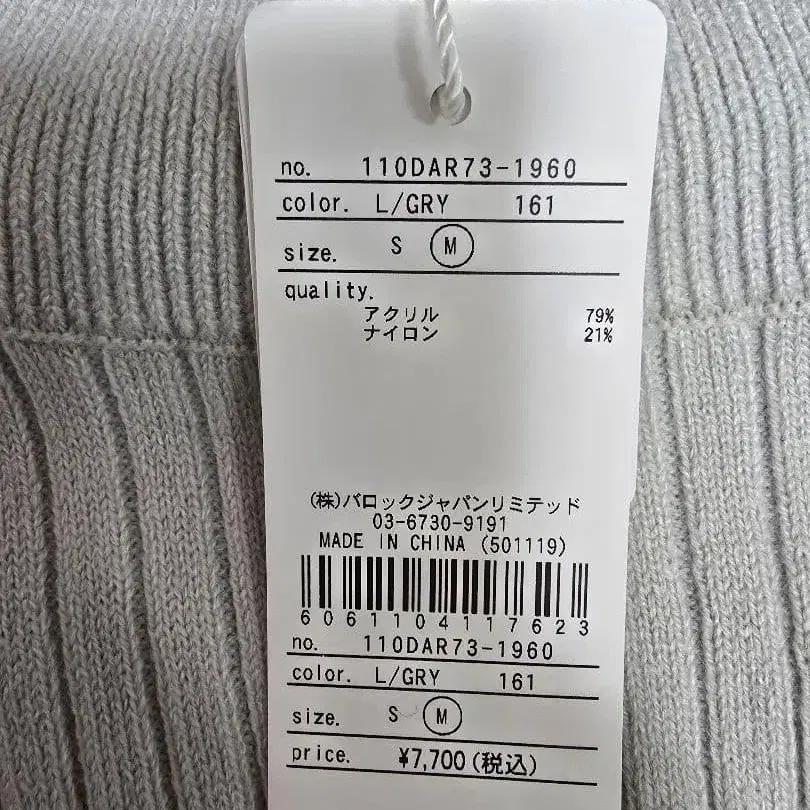 no. 110DAR73-1960
color. L/GRY 161
size. S M
quality.
アクリル 79%
ナイロン 21%
(株)バロックジャパンリミテッド
03-6730-9191
MADE IN CHINA (501119)
6061104117623
no. 110DAR73-1960
color. L/GRY 161
size. S M
price. ¥7,700(税込)